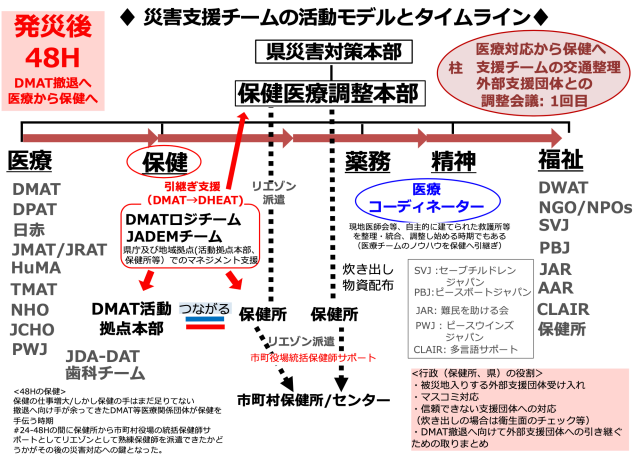 ◆ 災害支援チームの活動モデルとタイムライン◆
発災後
48H
DMAT撤退へ
医療から保健へ
県災害対策本部
保健医療調整本部
医療対応から保健へ
柱 支援チームの交通整理
外部支援団体との
調整会議: 1回目
医療
保健
薬務
精神
福祉
DMAT
DPAT
日赤
JMAT/JRAT
HuMA
TMAT
NHO
JCHO
PWJ
JDA-DAT
歯科チーム
引継ぎ支援
(DMAT→DHEAT)
DMATロジチーム
JADEMチーム
県庁及び地域拠点(活動拠点本部、
保健所等）でのマネジメント支援
リエゾン
派遣
医療
コーディネーター
現地医師会等、自主的に建てられた救護所等
を整理・統合、調整し始める時期でもある
（医療チームのノウハウを保健へ引継ぎ）
DWAT
NGO/NPOs
SVJ
PBJ
JAR
AAR
CLAIR
保健所
炊き出し
物資配布
SVJ :セーブチルドレン
ジャパン
PBJ:ピースボートジャパン
JAR: 難民を助ける会
PWJ：ピースウインズ
ジャパン
CLAIR: 多言語サポート
DMAT活動
拠点本部
つながる
保健所
保健所
リエゾン派遣
市町村役場統括保健師サポート
市町村保健所/センター
<48Hの保健>
保健の仕事増大/しかし保健の手はまだ足りてない
撤退へ向け手が余ってきたDMAT等医療関係団体が保健を
手伝う時期
#24-48Hの間に保健所から市町村役場の統括保健師サ
ポートとしてリエゾンとして熟練保健師を派遣できたかど
うかがその後の災害対応への鍵となった。
<行政（保健所、県）の役割>
・被災地入りする外部支援団体受け入れ
・マスコミ対応
・信頼できない支援団体への対応
（炊き出しの場合は衛生面のチェック等）
・DMAT撤退へ向けて外部支援団体への引き継ぐ
ための取りまとめ